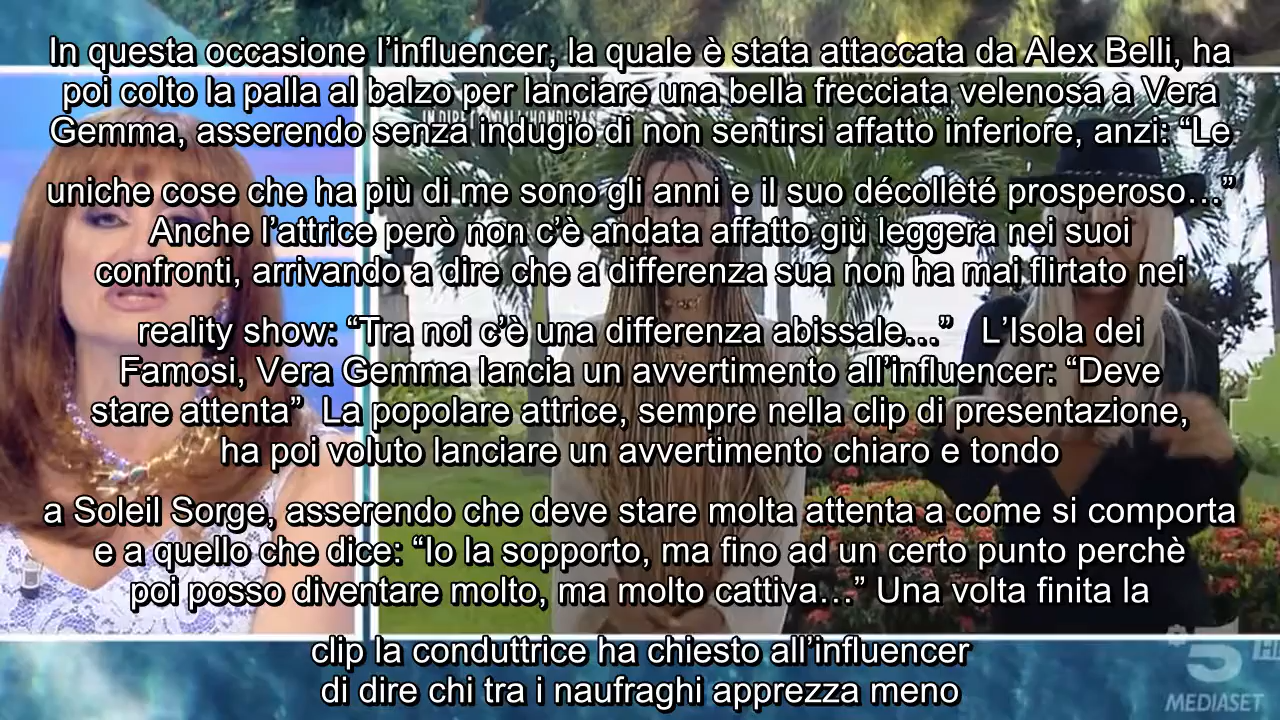 In questa occasione l’influencer, la quale è stata attaccata da Alex Belli, ha
poi colto la palla al balzo per lanciare una bella frecciata velenosa a Vera
Gemma, asserendo senza indugio di non sentirsi affatto inferiore, anzi: “Le
uniche cose che ha più di me sono gli anni e il suo décolleté prosperoso…”
Anche l’attrice però non c’è andata affatto giù leggera nei suoi
confronti, arrivando a dire che a differenza sua non ha mai flirtato nei
reality show: “Tra noi c’è una differenza abissale…” L’Isola dei
Famosi, Vera Gemma lancia un avvertimento all’influencer: “Deve
stare attenta” La popolare attrice, sempre nella clip di presentazione,
ha poi voluto lanciare un avvertimento chiaro e tondo
a Soleil Sorge, asserendo che deve stare molta attenta a come si comporta
e a quello che dice: “Io la sopporto, ma fino ad un certo punto perchè
poi posso diventare molto, ma molto cattiva…” Una volta finita la
clip la conduttrice ha chiesto all’influencer
di dire chi tra i naufraghi apprezza meno
5 HD
MEDIASET